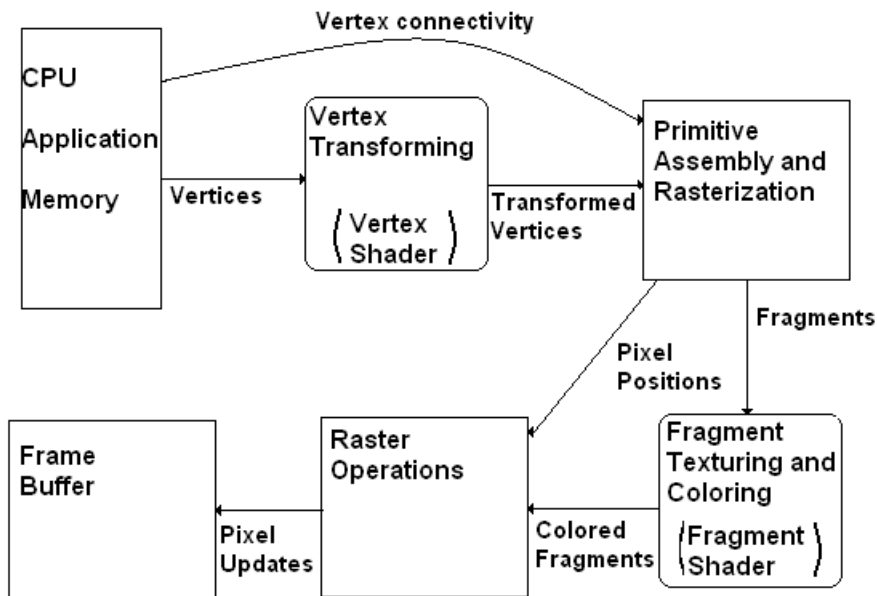 Vertex connectivity
CPU
Application
Memory
Vertices
Vertex
Transforming
( Vertex
Shader )
Transformed
Vertices
Primitive
Assembly and
Rasterization
Fragments
Pixel
Positions
Fragment
Texturing and
Coloring
( Fragment
Shader )
Colored
Fragments
Raster
Operations
Pixel
Updates
Frame
Buffer